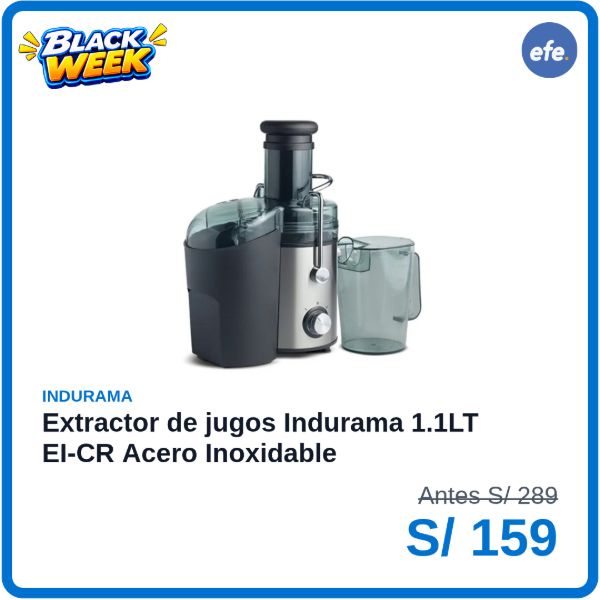 BLACK
WEEK
efe.
INDURAMA
Extractor de jugos Indurama 1.1LT
EI-CR Acero Inoxidable
Antes S/ 289
S/ 159